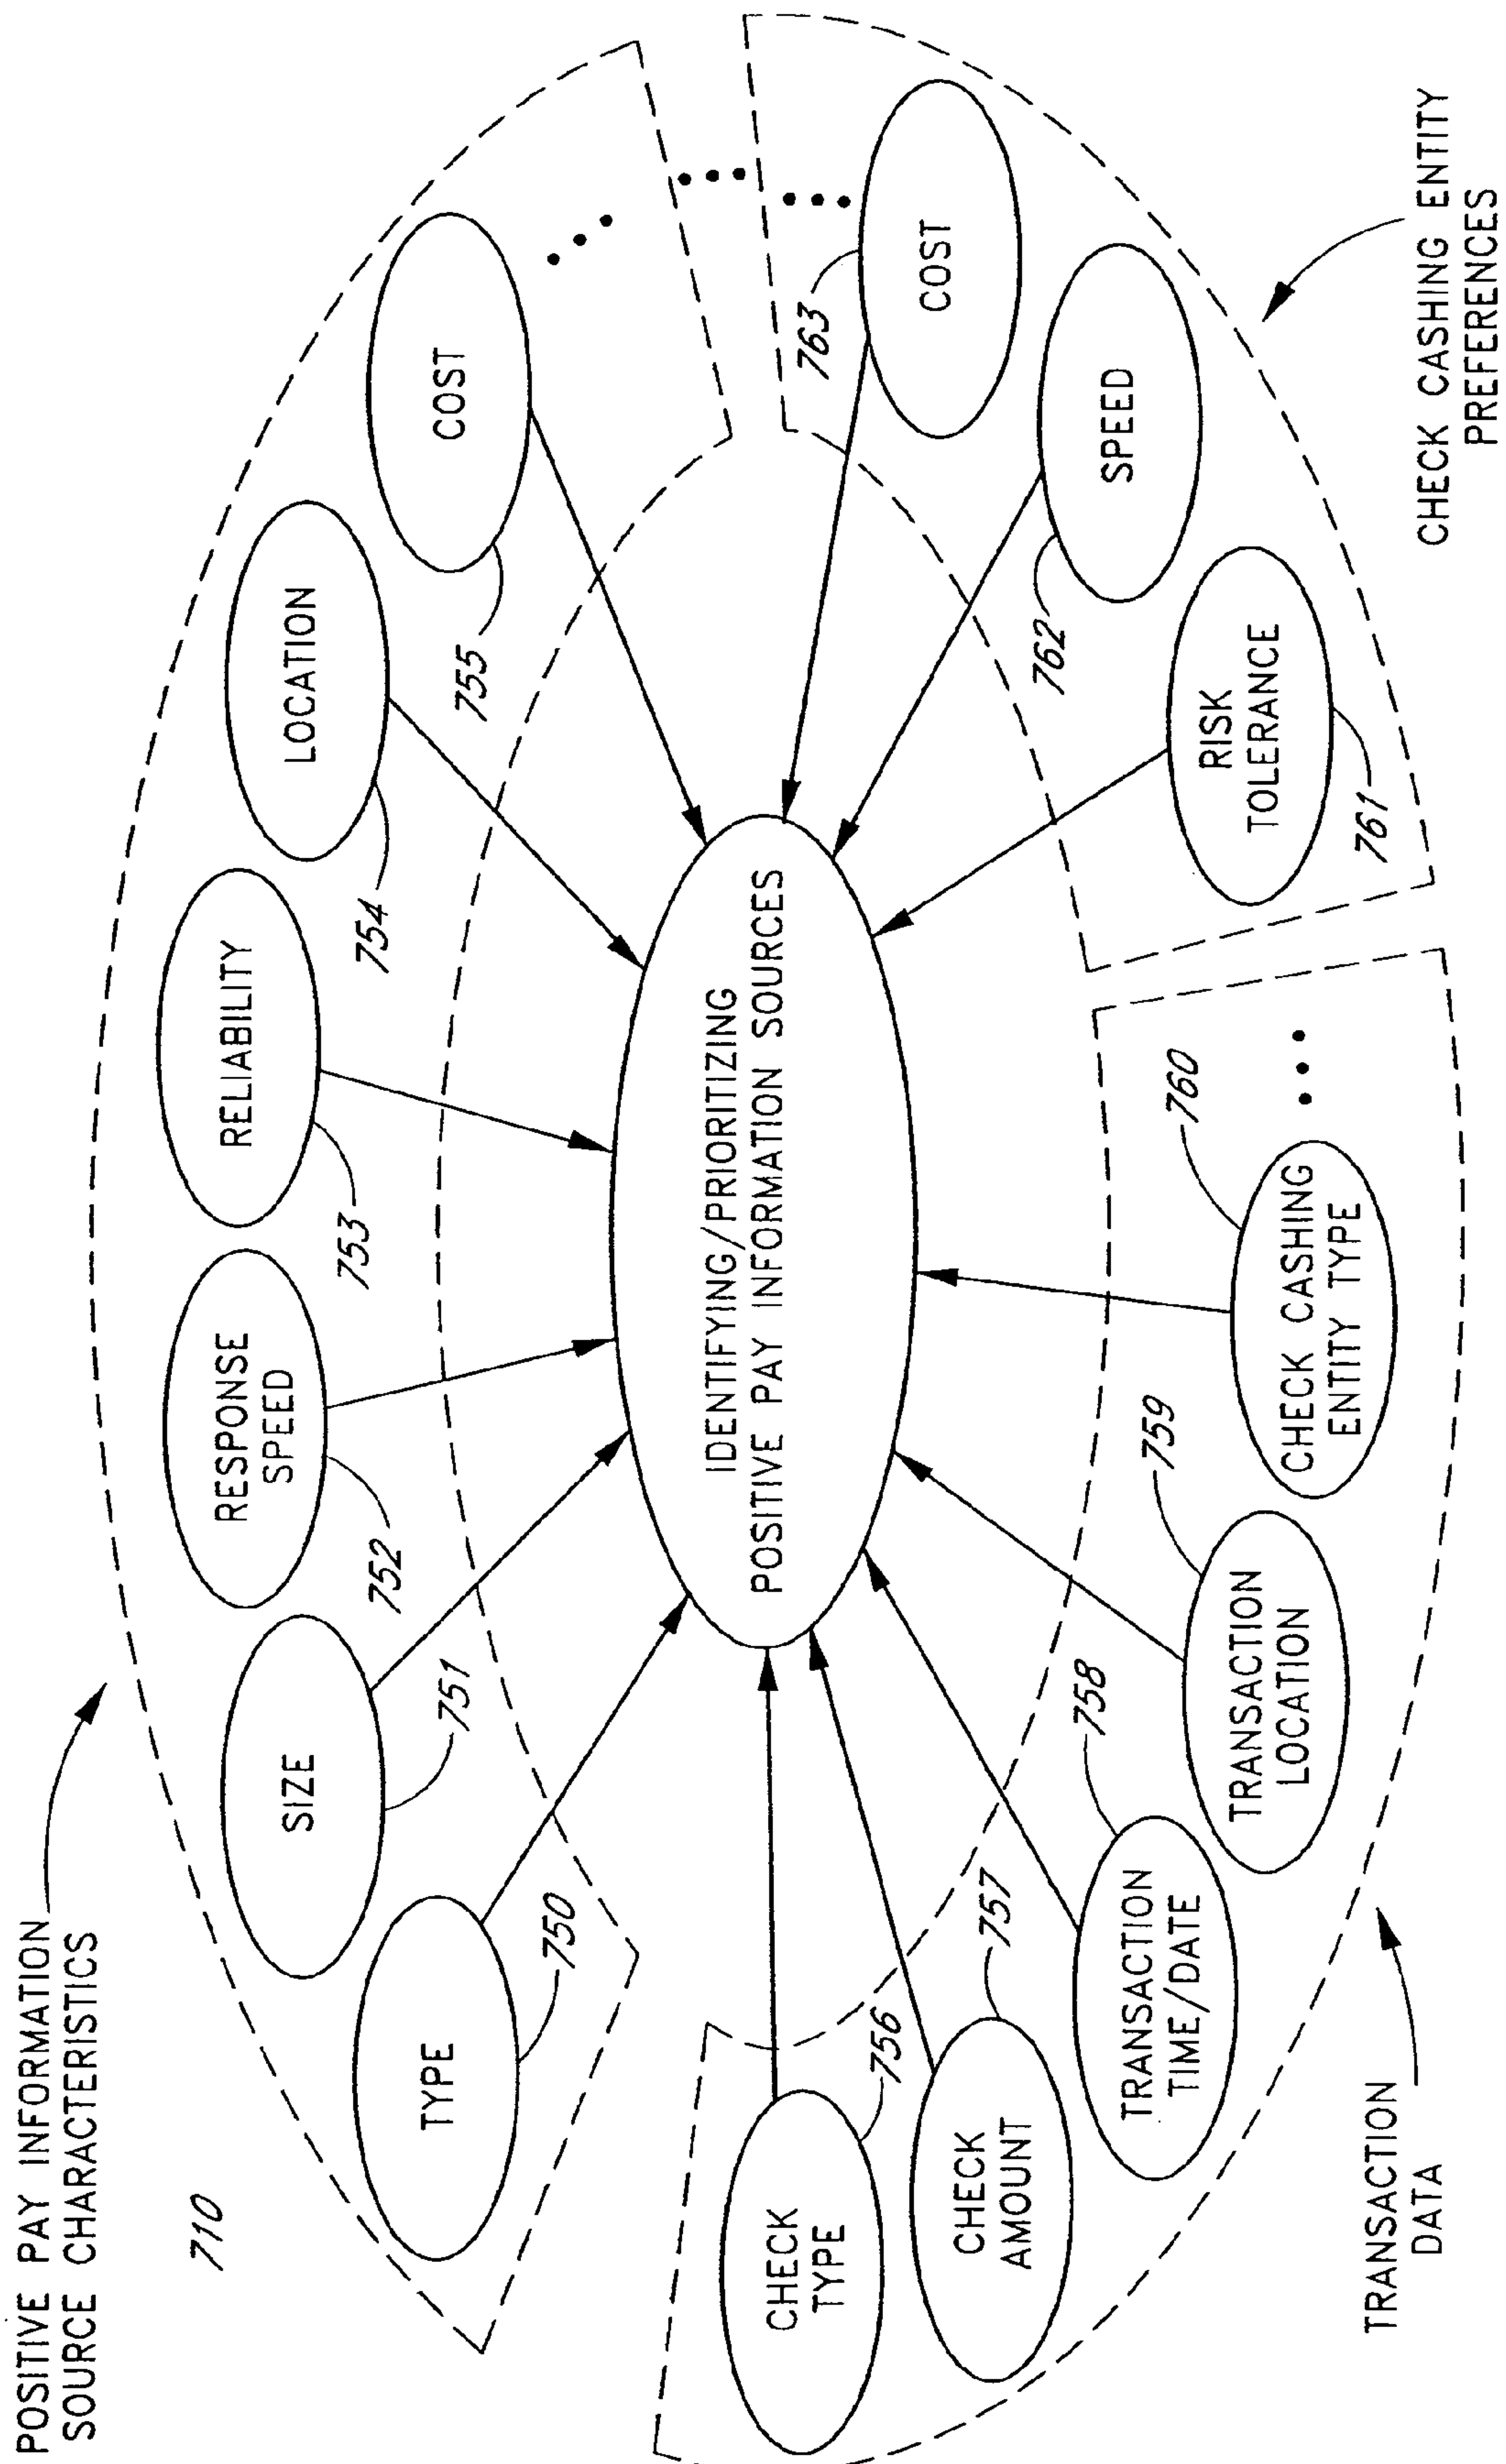 POSITIVE PAY INFORMATION
SOURCE CHARACTERISTICS
710
TYPE
750
SIZE
751
RESPONSE
SPEED
752
RELIABILITY
753
LOCATION
754
COST
755
IDENTIFYING/PRIORITIZING
POSITIVE PAY INFORMATION SOURCES
CHECK
TYPE
756
CHECK
AMOUNT
757
TRANSACTION
TIME/DATE
758
TRANSACTION
LOCATION
759
CHECK CASHING
ENTITY TYPE
760
RISK
TOLERANCE
761
SPEED
762
COST
763
TRANSACTION
DATA
CHECK CASHING ENTITY
PREFERENCES